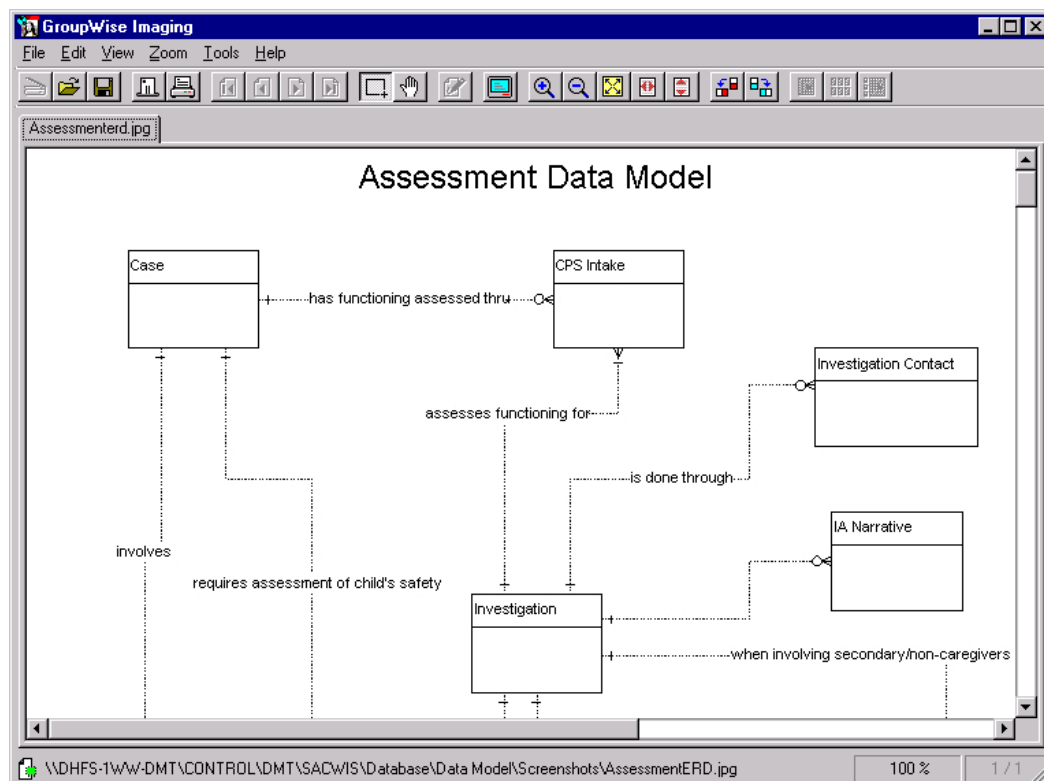 GroupWise Imaging
File Edit View Zoom Tools Help
Assessmenterd.jpg
Assessment Data Model
Case
CPS Intake
has functioning assessed thru
Investigation Contact
assesses functioning for
is done through
IA Narrative
involves
requires assessment of child's safety
Investigation
when involving secondary/non-caregivers
\\DHFS-1WW-DMT\CONTROL\DMT\SACWIS\Database\Data Model\Screenshots\AssessmentERD.jpg 100 % 1 / 1